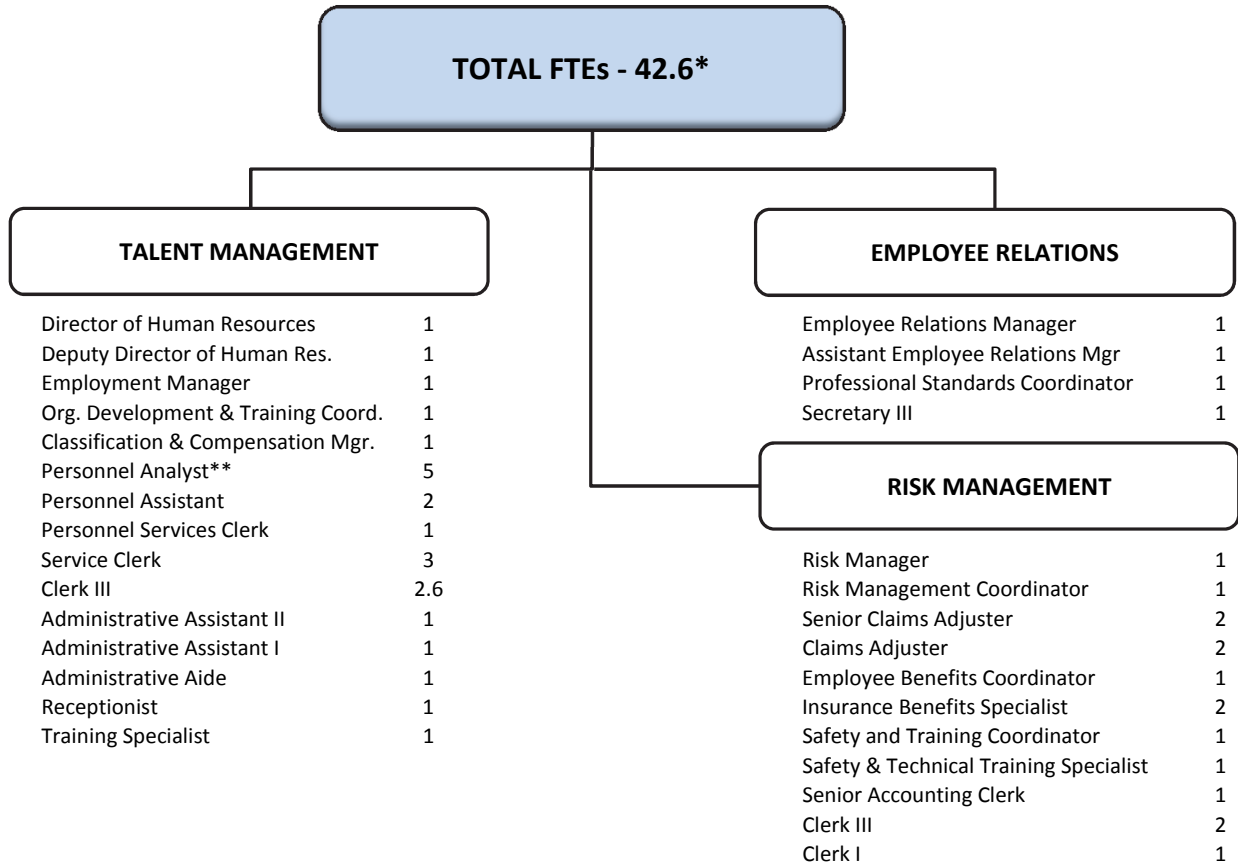 TOTAL FTEs - 42.6*
TALENT MANAGEMENT
Director of Human Resources 1
Deputy Director of Human Res. 1
Employment Manager 1
Org. Development & Training Coord. 1
Classification & Compensation Mgr. 1
Personnel Analyst** 5
Personnel Assistant 2
Personnel Services Clerk 1
Service Clerk 3
Clerk III 2.6
Administrative Assistant II 1
Administrative Assistant I 1
Administrative Aide 1
Receptionist 1
Training Specialist 1
EMPLOYEE RELATIONS
Employee Relations Manager 1
Assistant Employee Relations Mgr 1
Professional Standards Coordinator 1
Secretary III 1
RISK MANAGEMENT
Risk Manager 1
Risk Management Coordinator 1
Senior Claims Adjuster 2
Claims Adjuster 2
Employee Benefits Coordinator 1
Insurance Benefits Specialist 2
Safety and Training Coordinator 1
Safety & Technical Training Specialist 1
Senior Accounting Clerk 1
Clerk III 2
Clerk I 1